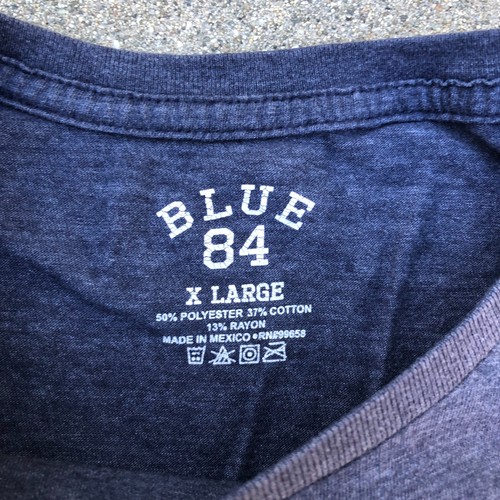 BLUE
84
X LARGE
50% POLYESTER 37% COTTON
13% RAYON
MADE IN MEXICO •RN#99658